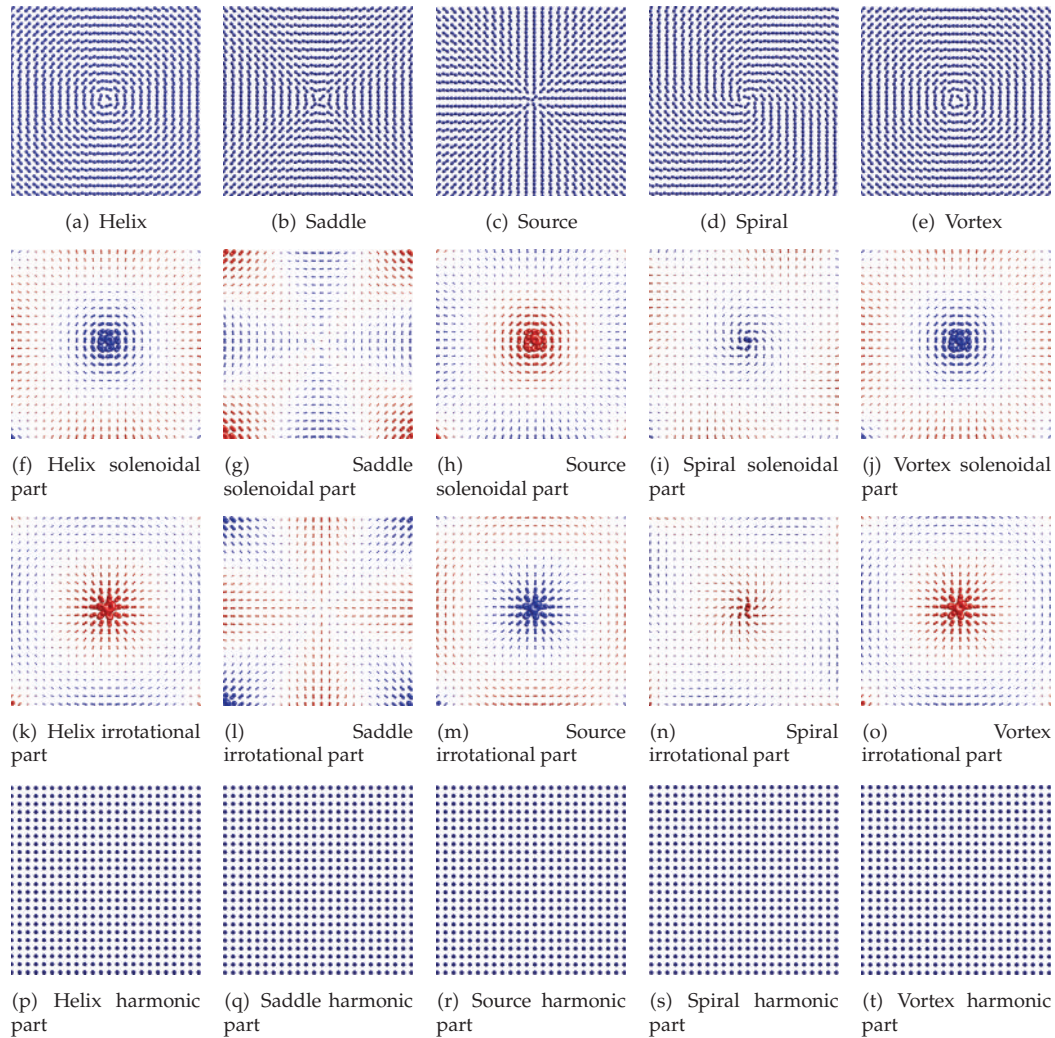 (a) Helix
(b) Saddle
(c) Source
(d) Spiral
(e) Vortex
(f) Helix solenoidal
part
(g) Saddle
solenoidal part
(h) Source
solenoidal part
(i) Spiral solenoidal
part
(j) Vortex solenoidal
part
(k) Helix irrotational
part
(l) Saddle
irrotational part
(m) Source
irrotational part
(n) Spiral
irrotational part
(o) Vortex
irrotational part
(p) Helix harmonic
part
(q) Saddle harmonic
part
(r) Source harmonic
part
(s) Spiral harmonic
part
(t) Vortex harmonic
part